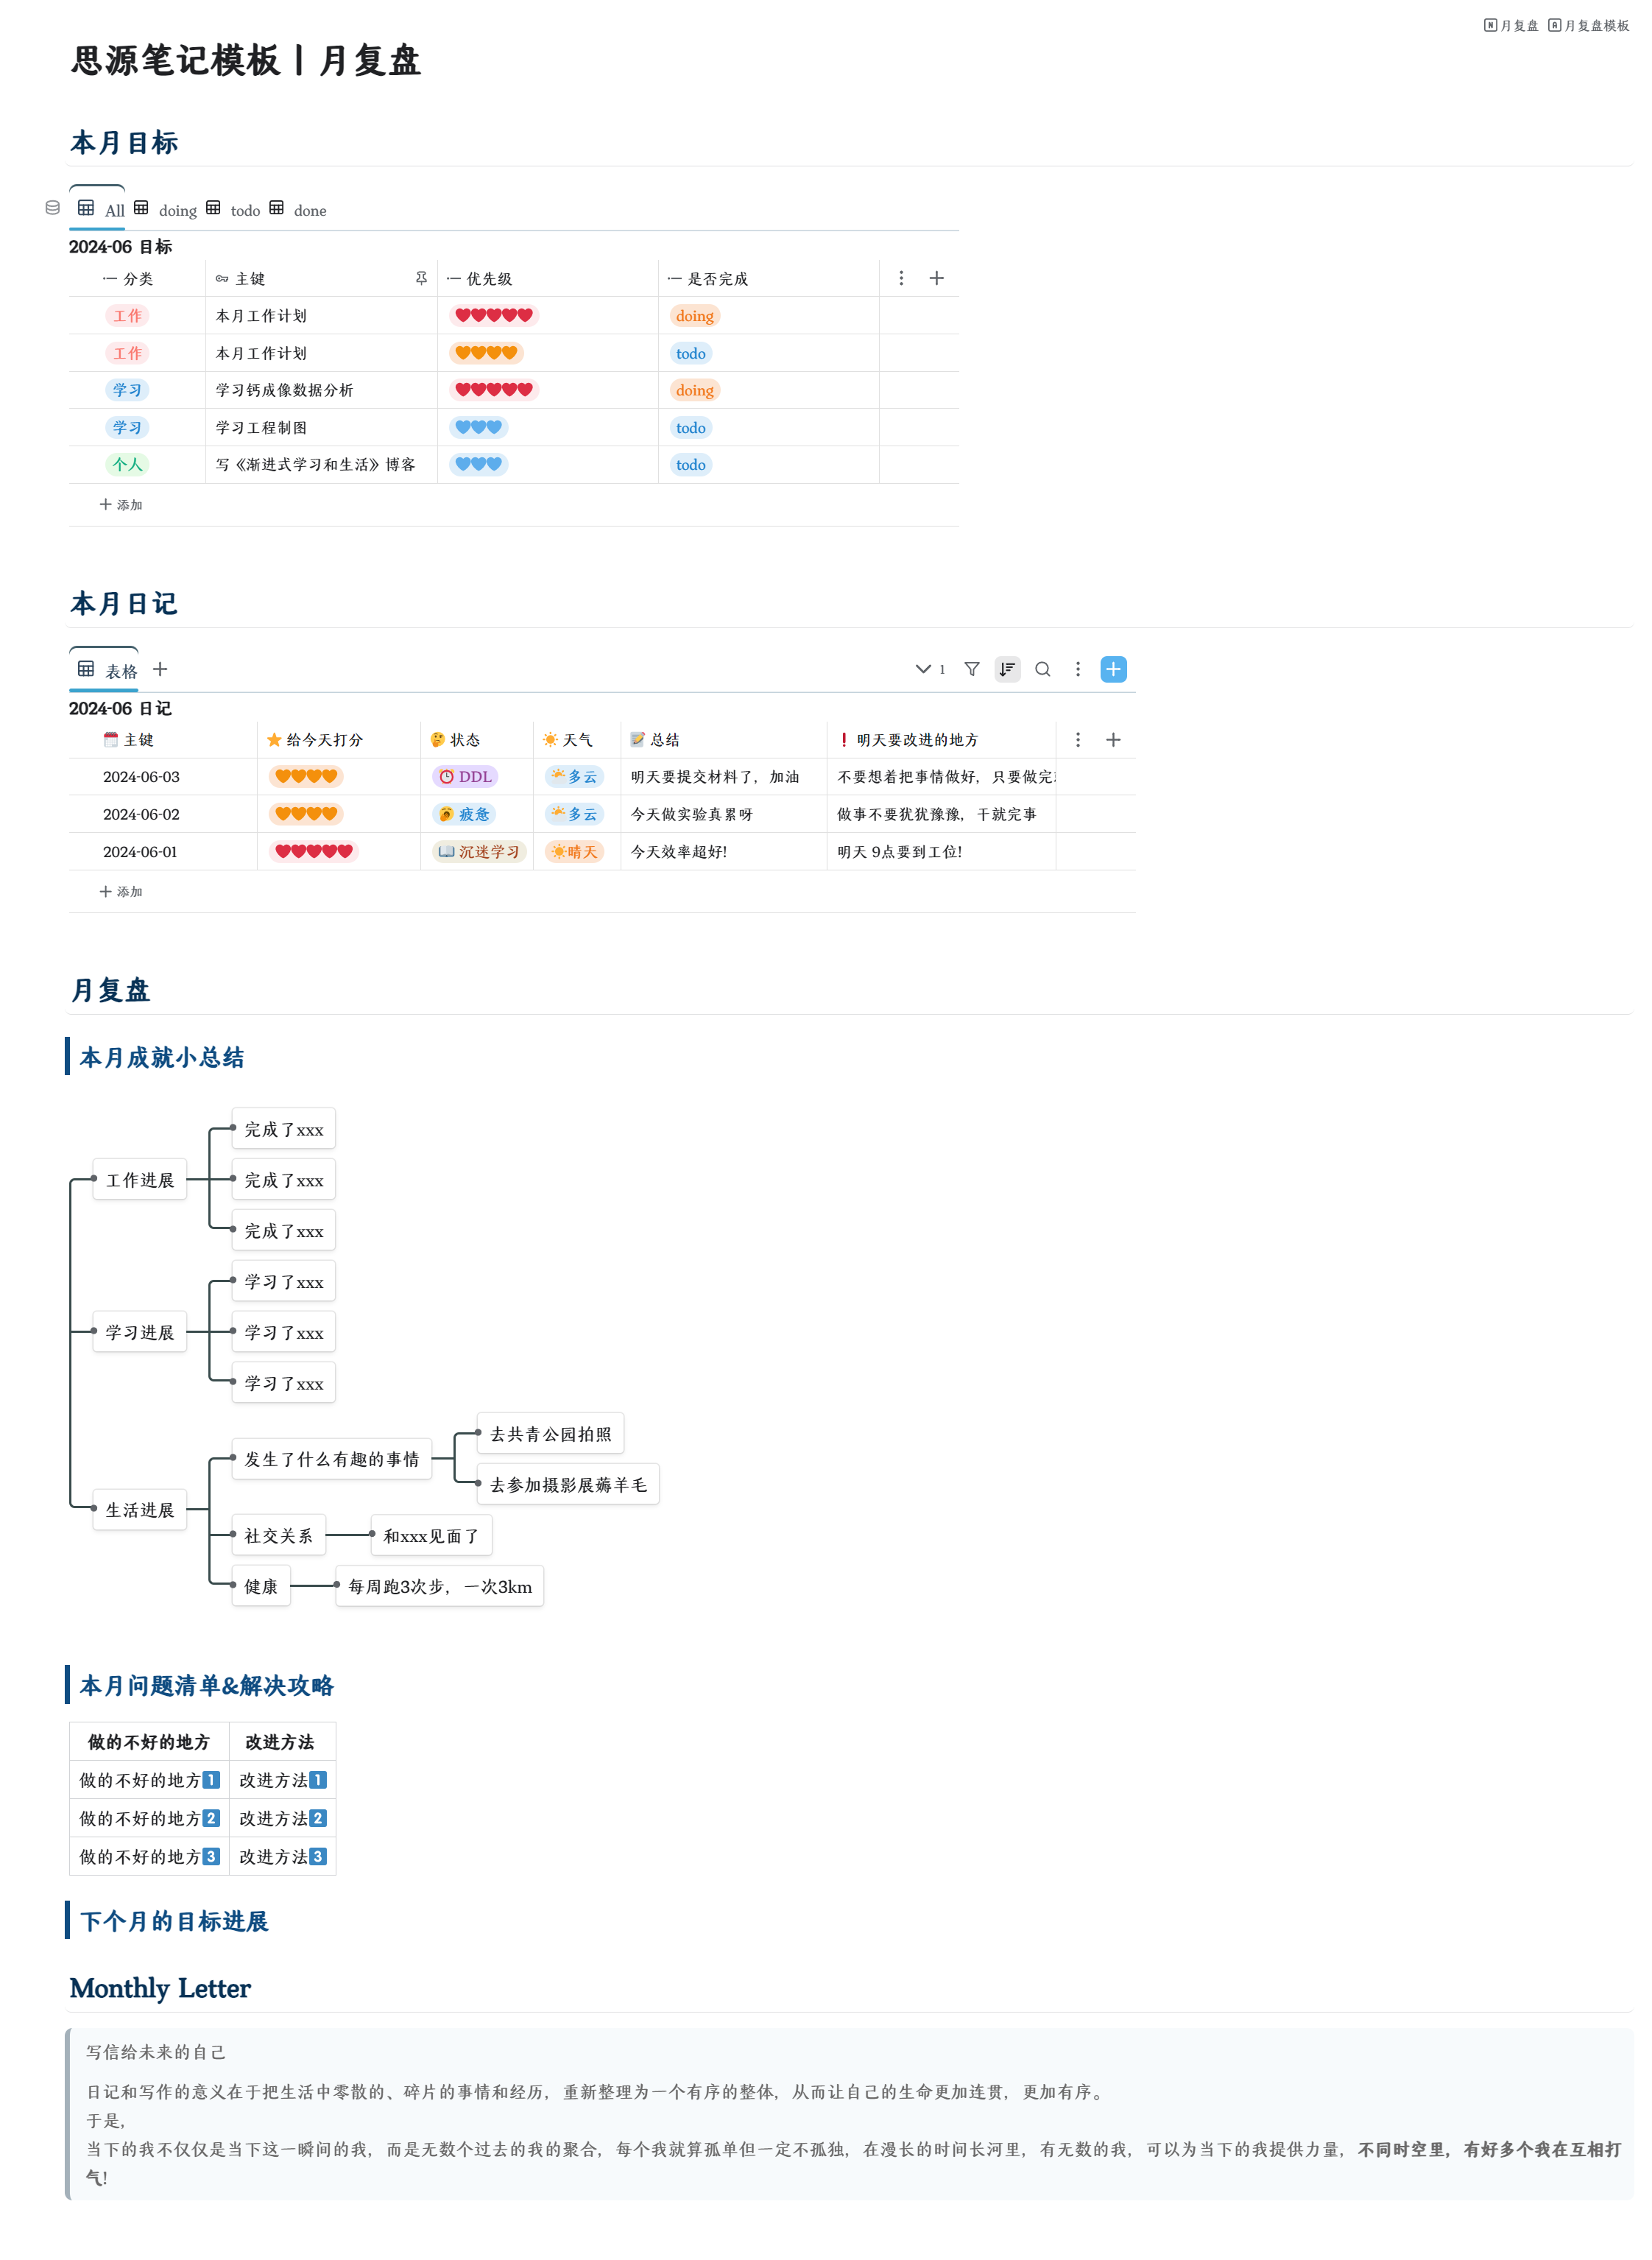 月复盘 月复盘模板
思源笔记模板丨月复盘
本月目标
All doing todo done
2024-06 目标
分类 主键 优先级 是否完成
工作 本月工作计划 ❤️❤️❤️❤️❤️ doing
工作 本月工作计划 🧡🧡🧡🧡 todo
学习 学习钙成像数据分析 ❤️❤️❤️❤️❤️ doing
学习 学习工程制图 💙💙💙 todo
个人 写《渐进式学习和生活》博客 💙💙💙 todo
添加
本月日记
表格 1
2024-06 日记
主键 ⭐给今天打分 🤔状态 ☀️天气 📝总结 ❗明天要改进的地方
2024-06-03 🧡🧡🧡🧡 ⏰ DDL 🌤️多云 明天要提交材料了，加油 不要想着把事情做好，只要做完
2024-06-02 🧡🧡🧡🧡 疲惫 🌤️多云 今天做实验真累呀 做事不要犹犹豫豫，干就完事
2024-06-01 ❤️❤️❤️❤️❤️ 📖 沉迷学习 ☀️晴天 今天效率超好！ 明天 9点要到工位！
添加
月复盘
本月成就小总结
工作进展
完成了xxx
完成了xxx
完成了xxx
学习进展
学习了xxx
学习了xxx
学习了xxx
生活进展
发生了什么有趣的事情
去共青公园拍照
去参加摄影展薅羊毛
社交关系 和xxx见面了
健康 每周跑3次步，一次3km
本月问题清单&解决攻略
做的不好的地方 改进方法
做的不好的地方1️⃣ 改进方法1️⃣
做的不好的地方2️⃣ 改进方法2️⃣
做的不好的地方3️⃣ 改进方法3️⃣
下个月的目标进展
Monthly Letter
写信给未来的自己
日记和写作的意义在于把生活中零散的、碎片的事情和经历，重新整理为一个有序的整体，从而让自己的生命更加连贯，更加有序。
于是，
当下的我不仅仅是当下这一瞬间的我，而是无数个过去的我的聚合，每个我就算孤单但一定不孤独，在漫长的时间长河里，有无数的我，可以为当下的我提供力量，不同时空里，有好多个我在互相打
气！